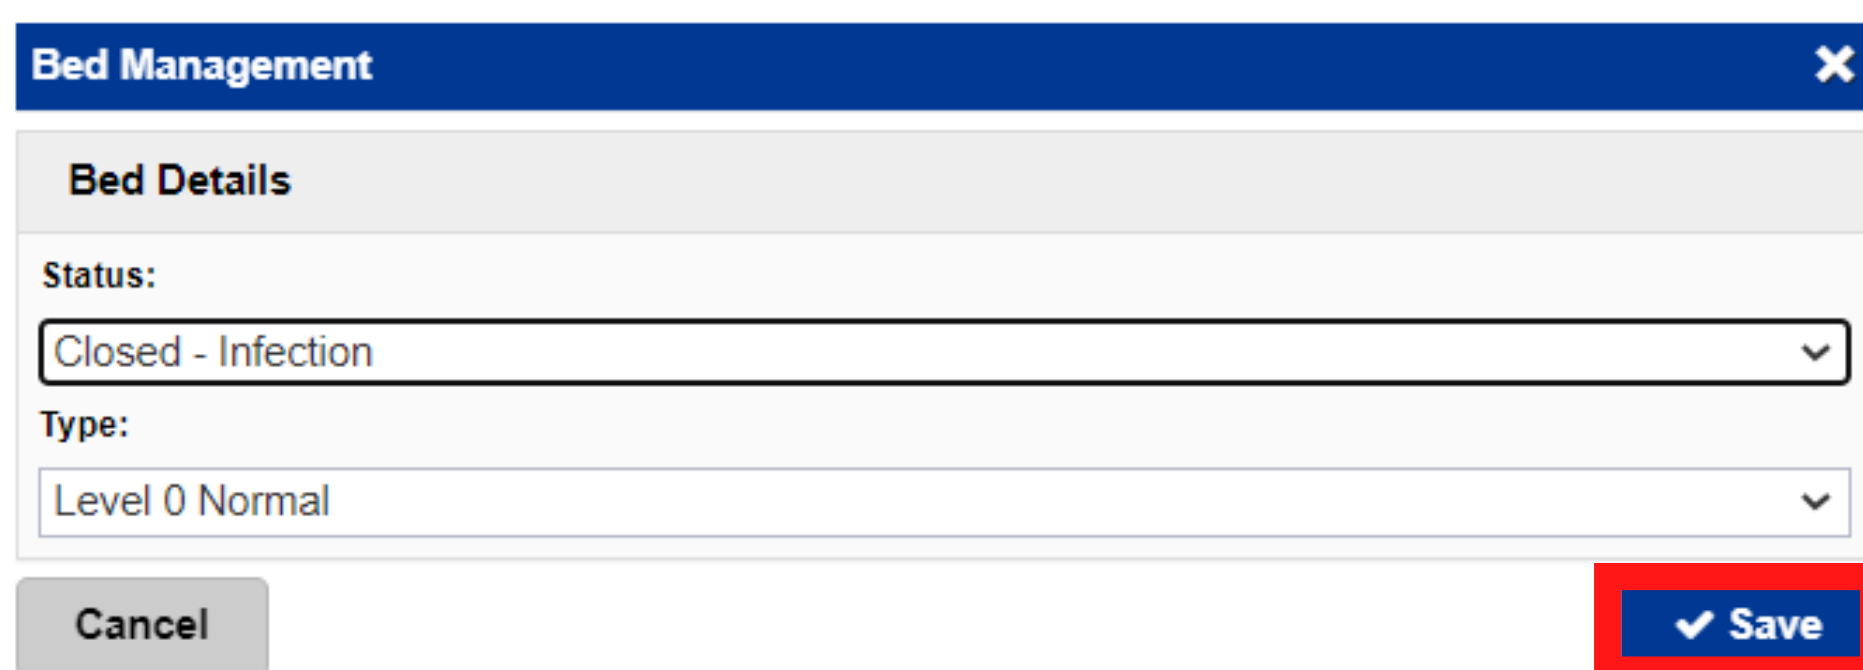 Bed Management
Bed Details
Status:
Closed - Infection
Type:
Level 0 Normal
Cancel
Save